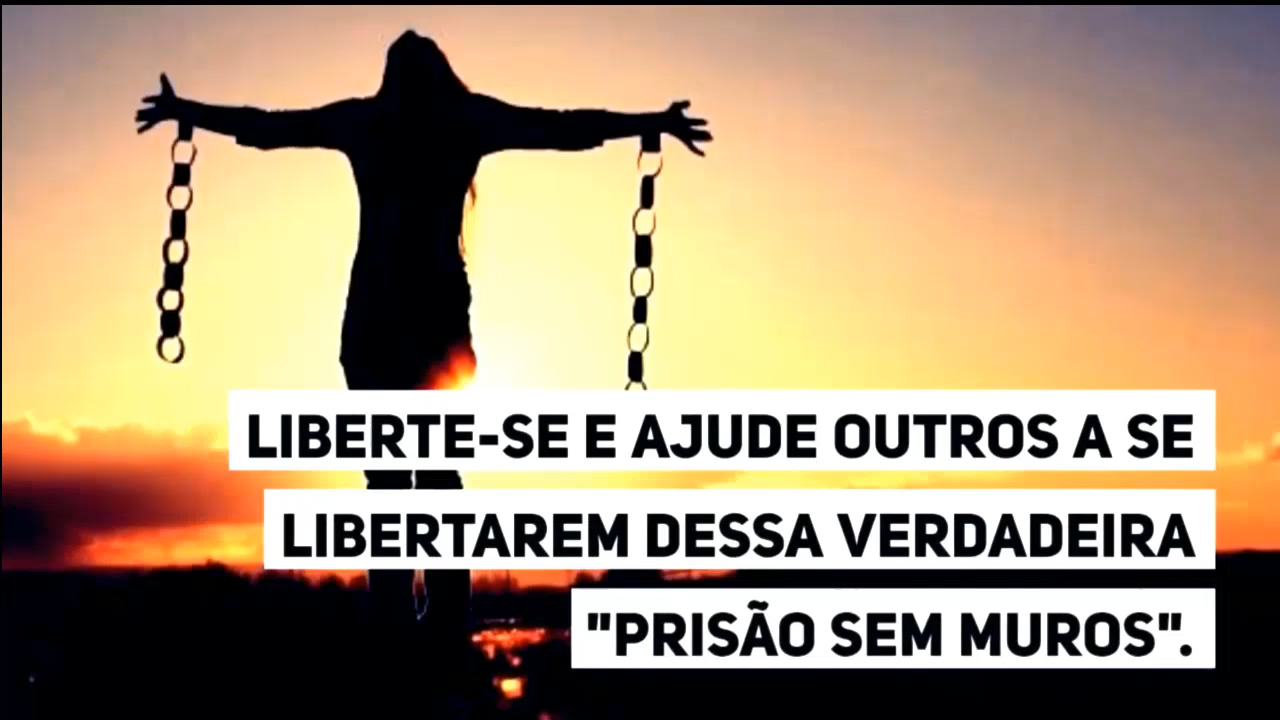 LIBERTE-SE E AJUDE OUTROS A SE
LIBERTAREM DESSA VERDADEIRA
"PRISÃO SEM MUROS".